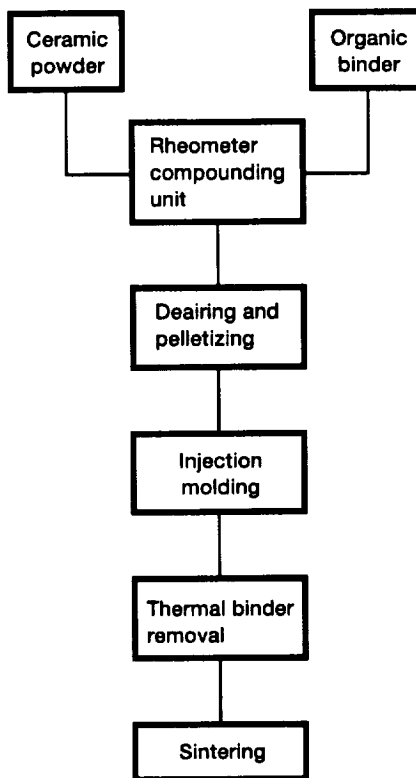 Ceramic
powder
Organic
binder
Rheometer
compounding
unit
Deairing and
pelletizing
Injection
molding
Thermal binder
removal
Sintering